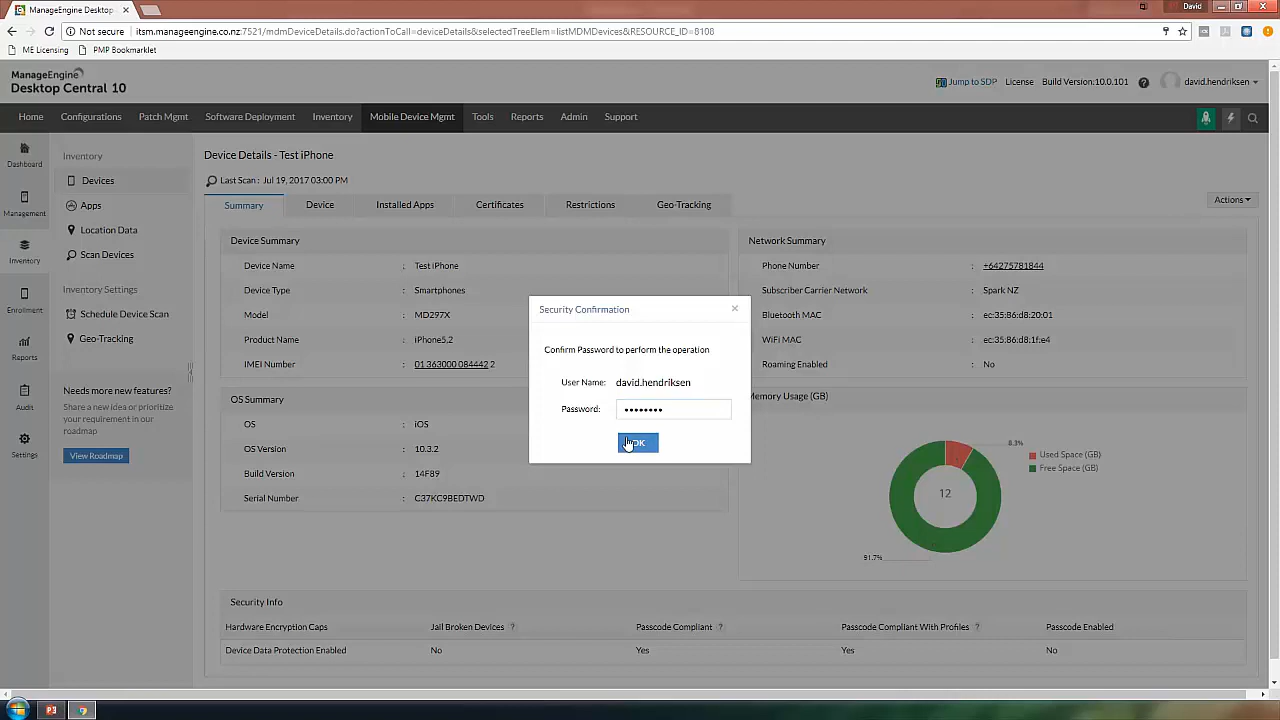 ManageEngine Desktop
David
Not secure itsm.manageengine.co.nz:7521/mdmDeviceDetails.do?actionToCall=deviceDetails&selectedTreeElem=listMDMDevices&RESOURCE_ID=8108
ME Licensing PMP Bookmarklet
ManageEngine
Desktop Central 10
Jump to SDP License Build Version:10.0.101 david.hendriksen
Home Configurations Patch Mgmt Software Deployment Inventory Mobile Device Mgmt Tools Reports Admin Support
Dashboard
Management
Inventory
Enrollment
Reports
Audit
Settings
Inventory
Devices
Apps
Location Data
Scan Devices
Inventory Settings
Schedule Device Scan
Geo-Tracking
Needs more new features?
Share a new idea or prioritize
your requirement in our
roadmap
View Roadmap
Device Details - Test iPhone
Last Scan : Jul 19, 2017 03:00 PM
Summary Device Installed Apps Certificates Restrictions Geo-Tracking
Actions
Device Summary
Device Name : Test iPhone
Device Type : Smartphones
Model : MD297X
Product Name : iPhone5,2
IMEI Number : 01 363000 084442 2
OS Summary
OS : iOS
OS Version : 10.3.2
Build Version : 14F89
Serial Number : C37KC9BEDTWD
Network Summary
Phone Number : +64275781844
Subscriber Carrier Network : Spark NZ
Bluetooth MAC : ec:35:86:d8:20:01
WiFi MAC : ec:35:86:d8:1f:e4
Roaming Enabled : No
Memory Usage (GB)
8.3%
Used Space (GB)
Free Space (GB)
12
91.7%
Security Confirmation
Confirm Password to perform the operation
User Name: david.hendriksen
Password: ••••••••
OK
Security Info
Hardware Encryption Caps Jail Broken Devices ? Passcode Compliant ? Passcode Compliant With Profiles ? Passcode Enabled
Device Data Protection Enabled No Yes Yes No